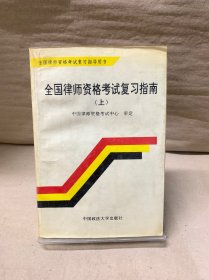 全国律师资格考试复习指导用书
全国律师资格考试复习指南
(上)
中国律师资格考试中心 审定
中国政法大学出版社